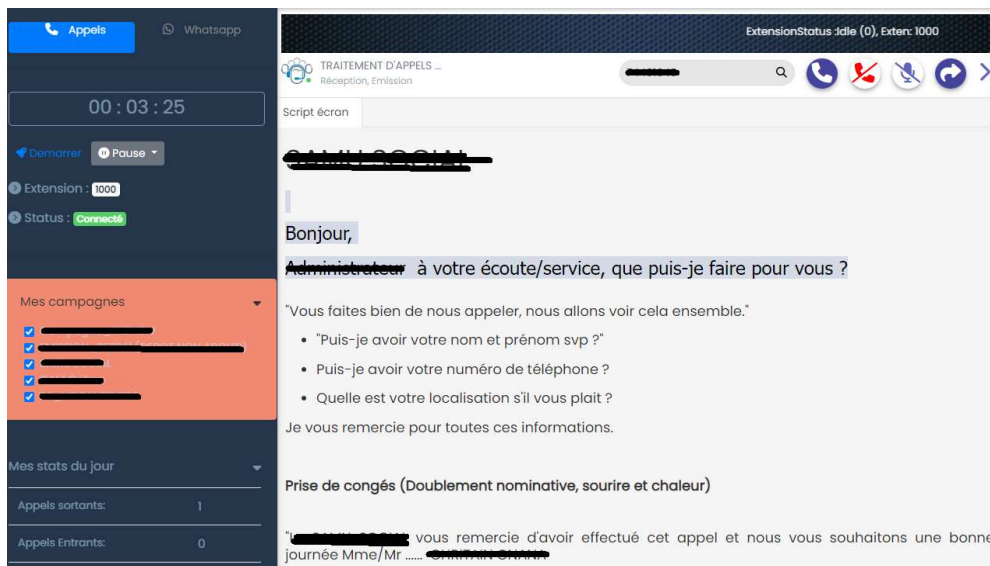 Appels
Whatsapp
ExtensionStatus :Idle (0), Exten: 1000
TRAITEMENT D'APPELS ...
Réception, Emission
00 : 03 : 25
Script écran
Demarrer
Pause
Extension : 1000
Status : Connecté
Bonjour,
à votre écoute/service, que puis-je faire pour vous ?
Mes campagnes
"Vous faites bien de nous appeler, nous allons voir cela ensemble."
"Puis-je avoir votre nom et prénom svp ?"
Puis-je avoir votre numéro de téléphone ?
Quelle est votre localisation s'il vous plait ?
Je vous remercie pour toutes ces informations.
Mes stats du jour
Prise de congés (Doublement nominative, sourire et chaleur)
Appels sortants: 1
Appels Entrants: 0
vous remercie d'avoir effectué cet appel et nous vous souhaitons une bonne
journée Mme/Mr ......